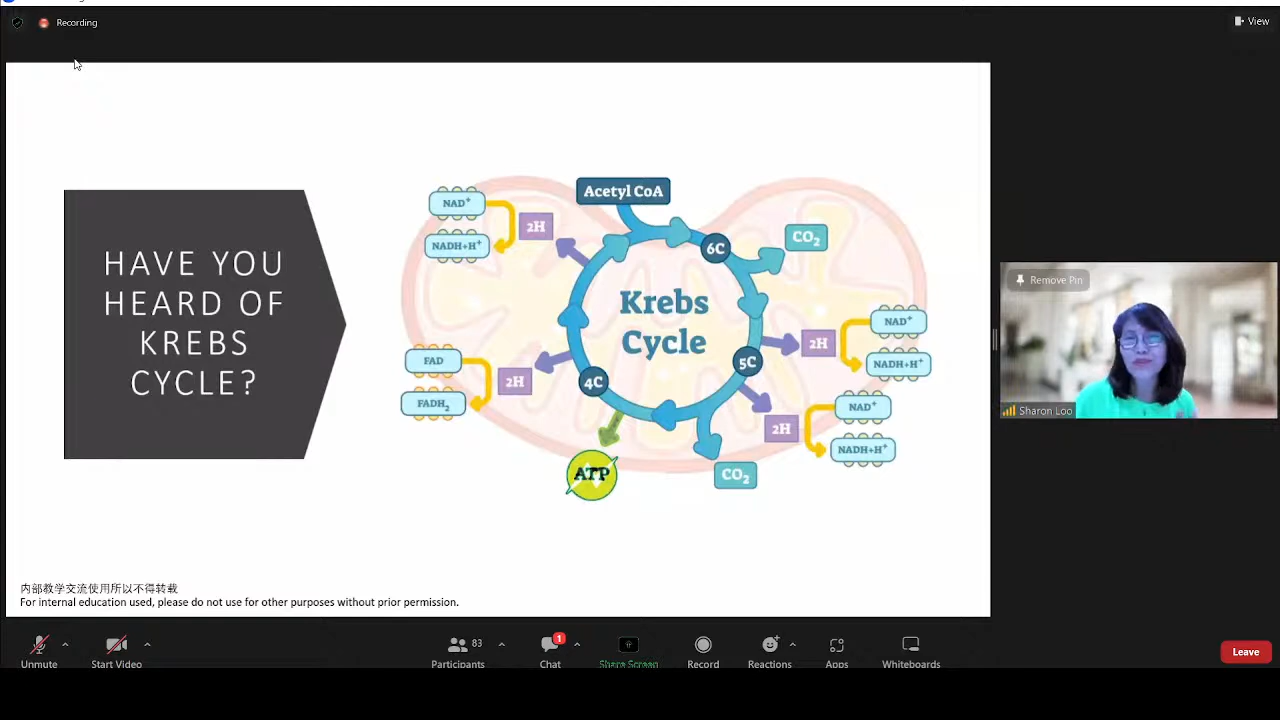 Recording
View
HAVE YOU
HEARD OF
KREBS
CYCLE?
Acetyl CoA
NAD⁺
2H
NADH+H⁺
6C
CO₂
Krebs
Cycle
NAD⁺
2H
NADH+H⁺
5C
FAD
2H
FADH₂
4C
NAD⁺
2H
NADH+H⁺
ATP
CO₂
Remove Pin
Sharon Loo
内部教学交流使用所以不得转载
For internal education used, please do not use for other purposes without prior permission.
Unmute
Start Video
83
Participants
1
Chat
Share Screen
Record
Reactions
Apps
Whiteboards
Leave